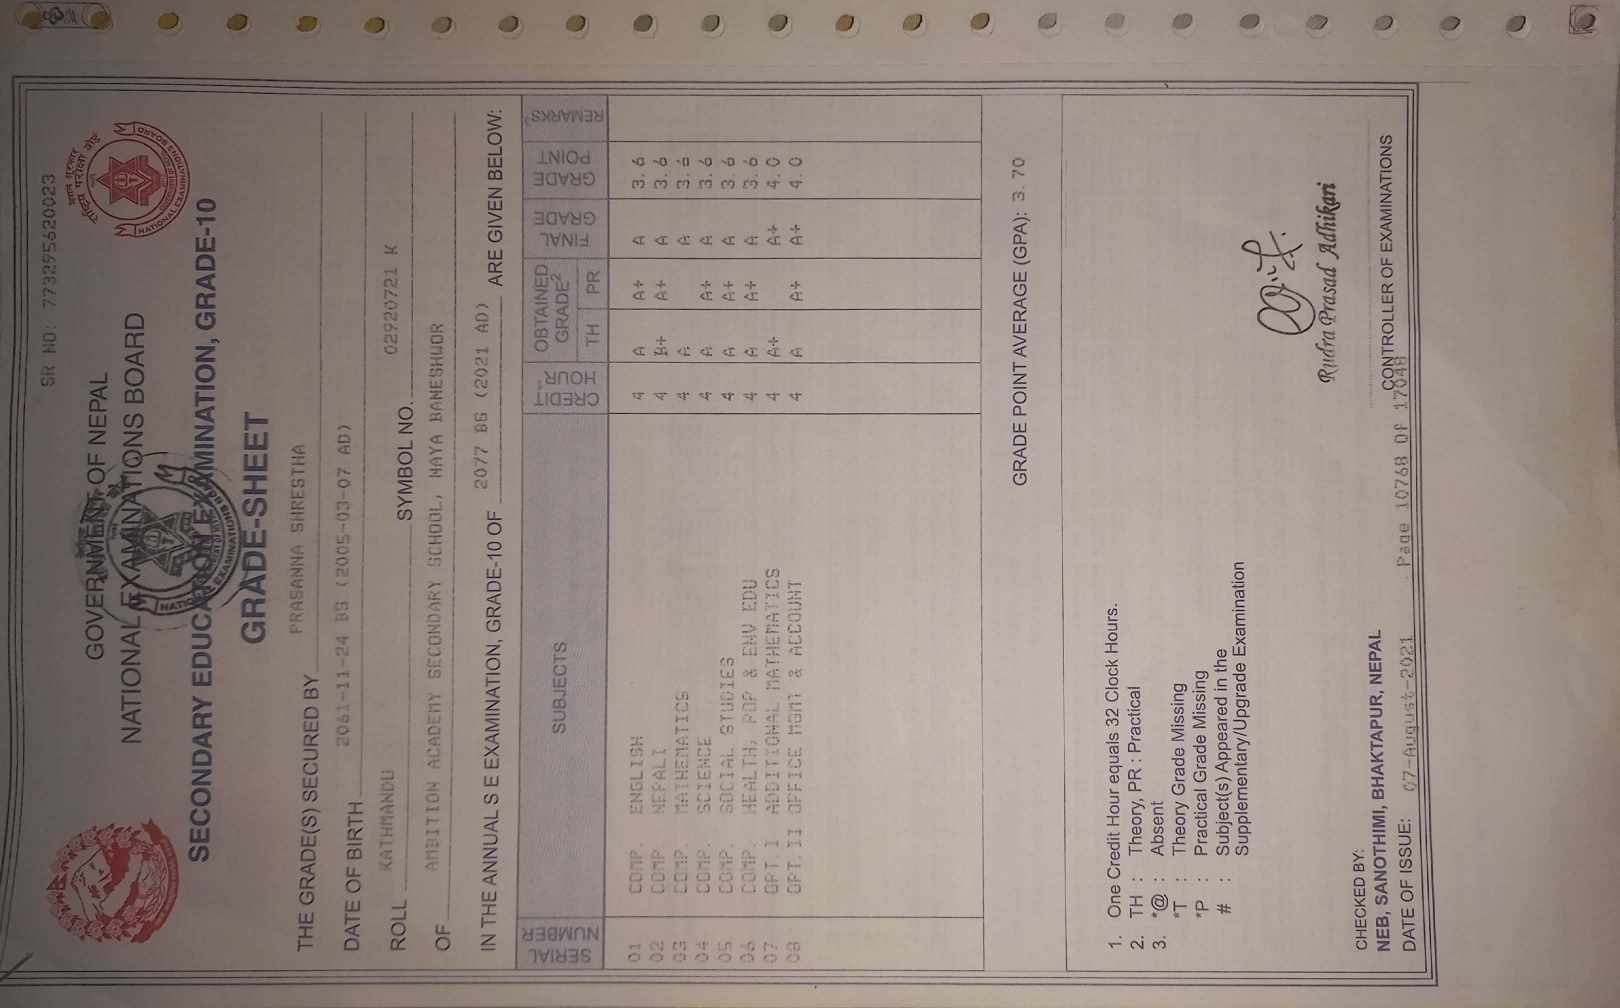 SR NO: 773295620023
GOVERNMENT OF NEPAL
NATIONAL EXAMINATIONS BOARD
SECONDARY EDUCATION EXAMINATION, GRADE-10
GRADE-SHEET
नेपाल सरकार
राष्ट्रिय परीक्षा बोर्ड
NATIONAL EXAMINATIONS BOARD
EXAMINATIONS BOARD
THE GRADE(S) SECURED BY PRASANNA SHRESTHA
DATE OF BIRTH 2061-11-24 BS (2005-03-07 AD)
ROLL KATHMANDU SYMBOL NO. 02920721 K
OF AMBITION ACADEMY SECONDARY SCHOOL, NAYA BANESHWOR
IN THE ANNUAL S E EXAMINATION, GRADE-10 OF 2077 BS (2021 AD) ARE GIVEN BELOW:
SERIAL NUMBER SUBJECTS CREDIT HOUR1 OBTAINED GRADE2 FINAL GRADE GRADE POINT REMARKS3
TH PR
01 COMP. ENGLISH 4 A A+ A 3.6
02 COMP. NEPALI 4 B+ A+ A 3.6
03 COMP. MATHEMATICS 4 A A 3.6
04 COMP. SCIENCE 4 A A+ A 3.6
05 COMP. SOCIAL STUDIES 4 A A+ A 3.6
06 COMP. HEALTH, POP & ENV EDU 4 A A+ A 3.6
07 OPT.I ADDITIONAL MATHEMATICS 4 A+ A+ 4.0
08 OPT.II OFFICE MGMT & ACCOUNT 4 A A+ A+ 4.0
GRADE POINT AVERAGE (GPA): 3.70
1. One Credit Hour equals 32 Clock Hours.
2. TH : Theory, PR : Practical
3. *@ : Absent
*T : Theory Grade Missing
*P : Practical Grade Missing
# : Subject(s) Appeared in the
Supplementary/Upgrade Examination
Rudra Prasad Adhikari
CHECKED BY:
NEB, SANOTHIMI, BHAKTAPUR, NEPAL
CONTROLLER OF EXAMINATIONS
DATE OF ISSUE: 07-August-2021 Page 10768 Of 17048